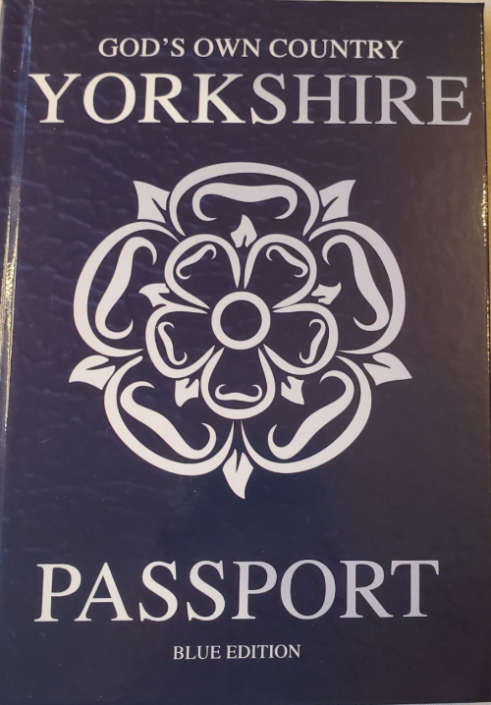 GOD'S OWN COUNTRY
YORKSHIRE
PASSPORT
BLUE EDITION